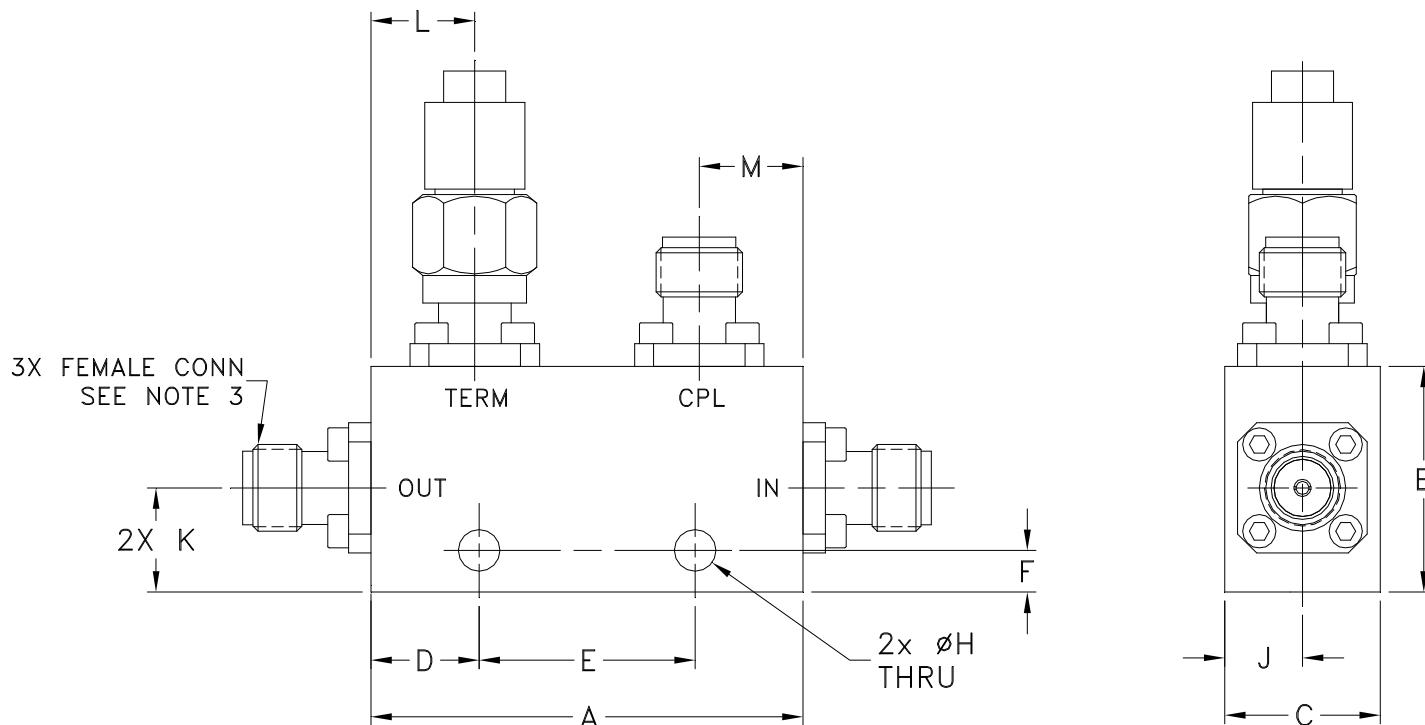 L
M
3X FEMALE CONN
SEE NOTE 3
TERM
CPL
OUT
IN
2X K
F
B
D
E
2x øH
THRU
J
A
C